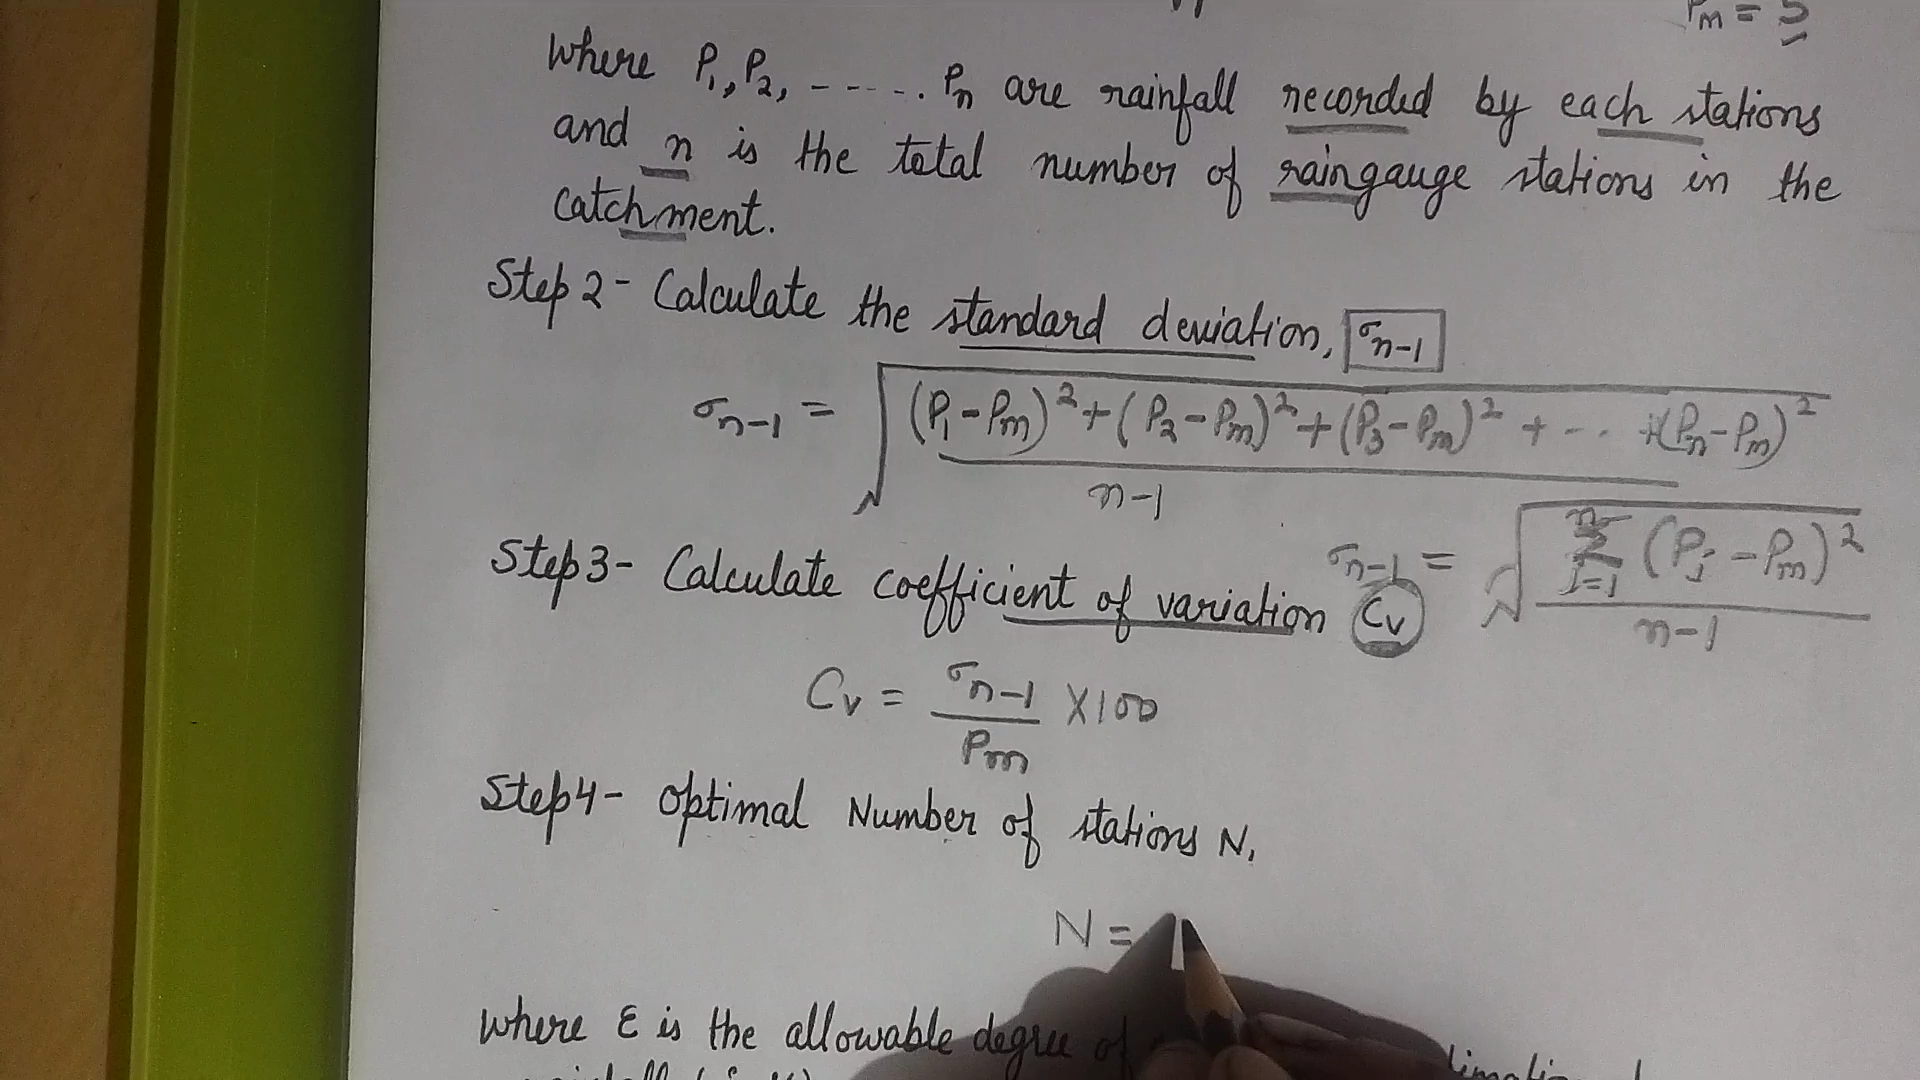 Pm = 5
where P1, P2, ----.. Pn are rainfall recorded by each stations
and n is the total number of raingauge stations in the
catchment.
Step 2 - Calculate the standard deviation, σn-1
σn-1 = √((P1-Pm)²+(P2-Pm)²+(P3-Pm)²+ -.. +(Pn-Pm)² / n-1)
σn-1 = √(n Σ j=1 (Pj-Pm)² / n-1)
Step 3 - Calculate coefficient of variation Cv
Cv = σn-1 / Pm X100
Step 4 - Optimal Number of stations N,
N =
where ε is the allowable degree of